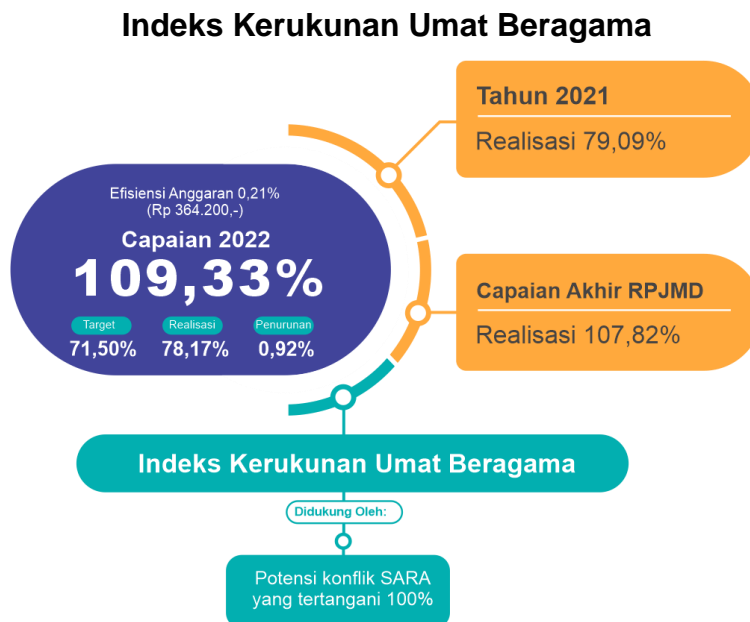 Indeks Kerukunan Umat Beragama
Tahun 2021
Realisasi 79,09%
Efisiensi Anggaran 0,21%
(Rp 364.200,-)
Capaian 2022
109,33%
Target Realisasi Penurunan
71,50% 78,17% 0,92%
Capaian Akhir RPJMD
Realisasi 107,82%
Indeks Kerukunan Umat Beragama
Didukung Oleh:
Potensi konflik SARA
yang tertangani 100%